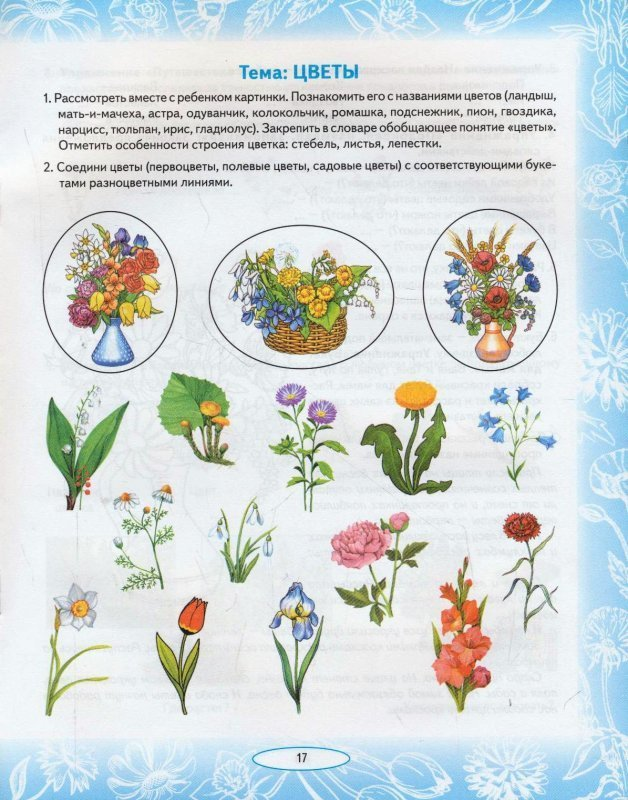 Тема: ЦВЕТЫ
1. Рассмотреть вместе с ребенком картинки. Познакомить его с названиями цветов (ландыш,
мать-и-мачеха, астра, одуванчик, колокольчик, ромашка, подснежник, пион, гвоздика,
нарцисс, тюльпан, ирис, гладиолус). Закрепить в словаре обобщающее понятие «цветы».
Отметить особенности строения цветка: стебель, листья, лепестки.
2. Соедини цветы (первоцветы, полевые цветы, садовые цветы) с соответствующими буке-
тами разноцветными линиями.
17